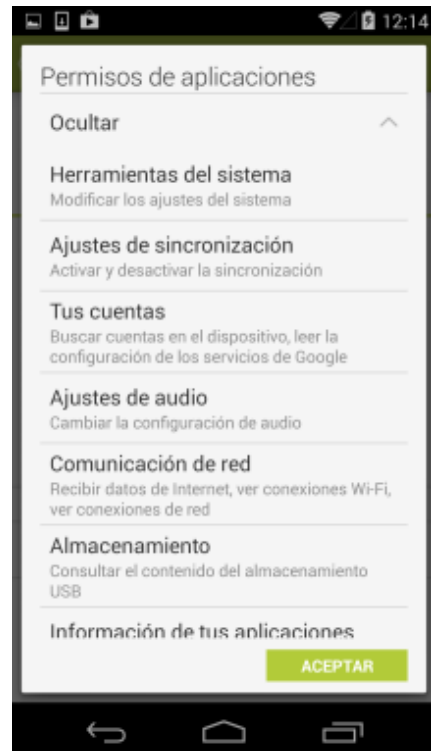 12:14
Permisos de aplicaciones
Ocultar
Herramientas del sistema
Modificar los ajustes del sistema
Ajustes de sincronización
Activar y desactivar la sincronización
Tus cuentas
Buscar cuentas en el dispositivo, leer la
configuración de los servicios de Google
Ajustes de audio
Cambiar la configuración de audio
Comunicación de red
Recibir datos de Internet, ver conexiones Wi-Fi,
ver conexiones de red
Almacenamiento
Consultar el contenido del almacenamiento
USB
Información de tus aplicaciones
ACEPTAR